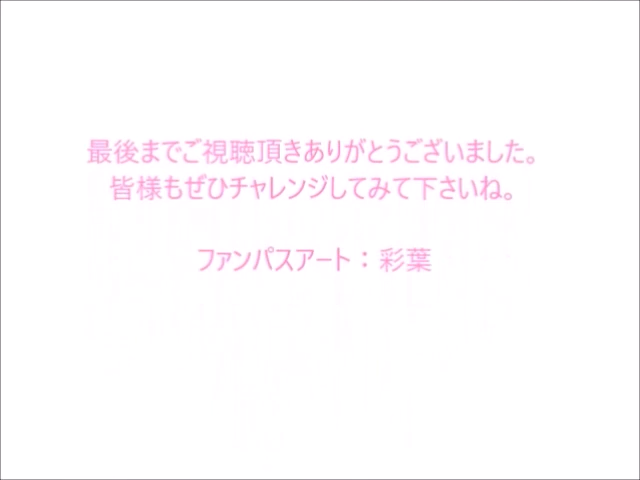 最後までご視聴頂きありがとうございました。
皆様もぜひチャレンジしてみて下さいね。
ファンパスアート：彩葉